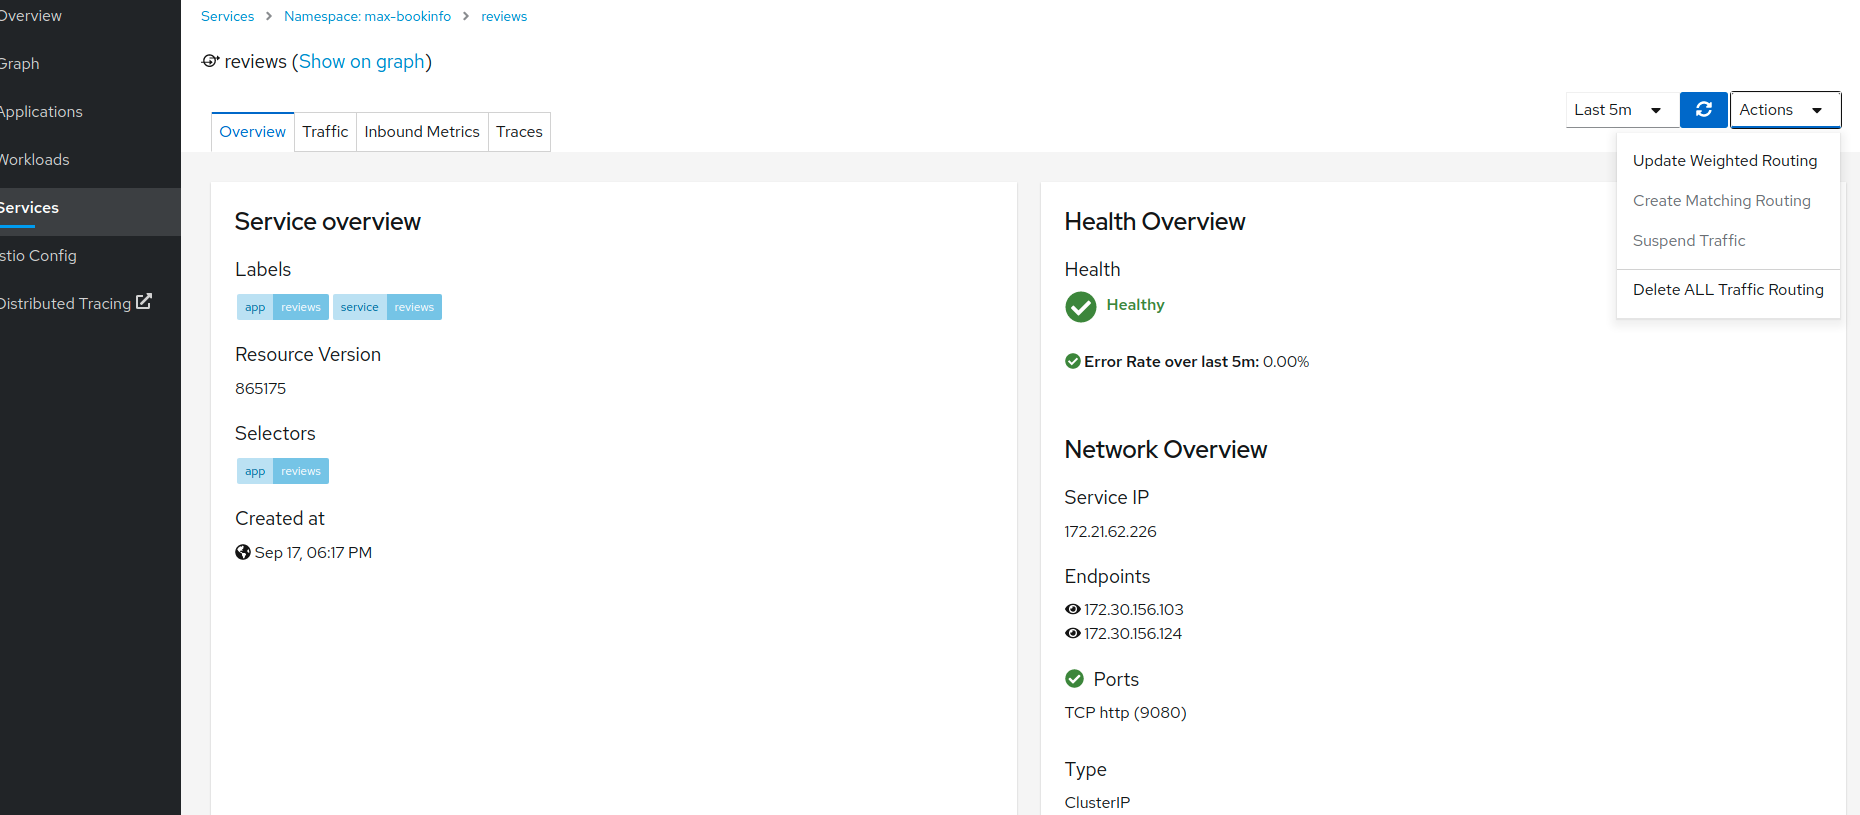 Overview
Graph
Applications
Workloads
Services
stio Config
Distributed Tracing
Services > Namespace: max-bookinfo > reviews
reviews (Show on graph)
Last 5m
Actions
Overview
Traffic
Inbound Metrics
Traces
Update Weighted Routing
Create Matching Routing
Suspend Traffic
Delete ALL Traffic Routing
Service overview
Labels
app reviews service reviews
Resource Version
865175
Selectors
app reviews
Created at
Sep 17, 06:17 PM
Health Overview
Health
Healthy
Error Rate over last 5m: 0.00%
Network Overview
Service IP
172.21.62.226
Endpoints
172.30.156.103
172.30.156.124
Ports
TCP http (9080)
Type
ClusterIP